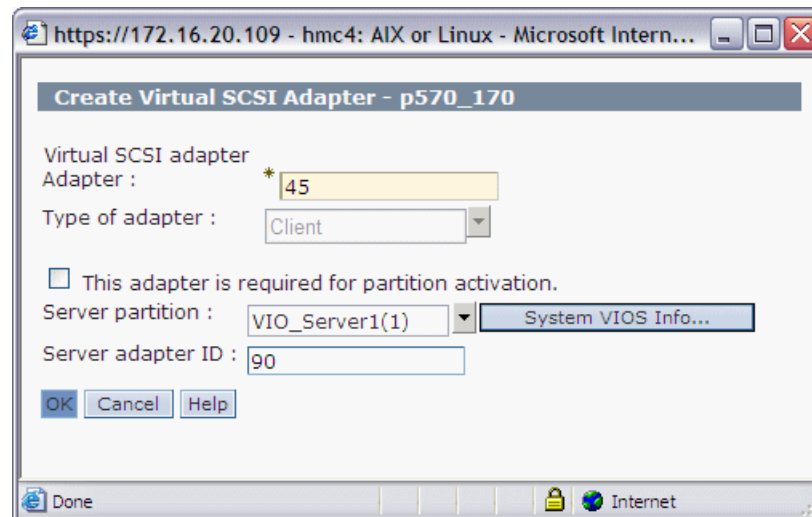 https://172.16.20.109 - hmc4: AIX or Linux - Microsoft Intern...
Create Virtual SCSI Adapter - p570_170
Virtual SCSI adapter
Adapter : * 45
Type of adapter : Client
This adapter is required for partition activation.
Server partition : VIO_Server1(1) System VIOS Info...
Server adapter ID : 90
OK Cancel Help
Done Internet